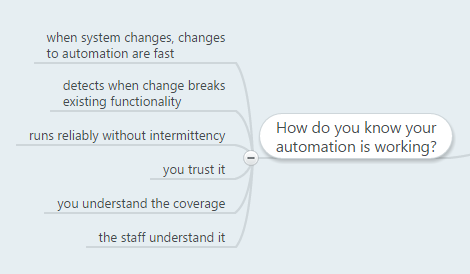 when system changes, changes
to automation are fast
detects when change breaks
existing functionality
runs reliably without intermittency
you trust it
you understand the coverage
the staff understand it
How do you know your
automation is working?